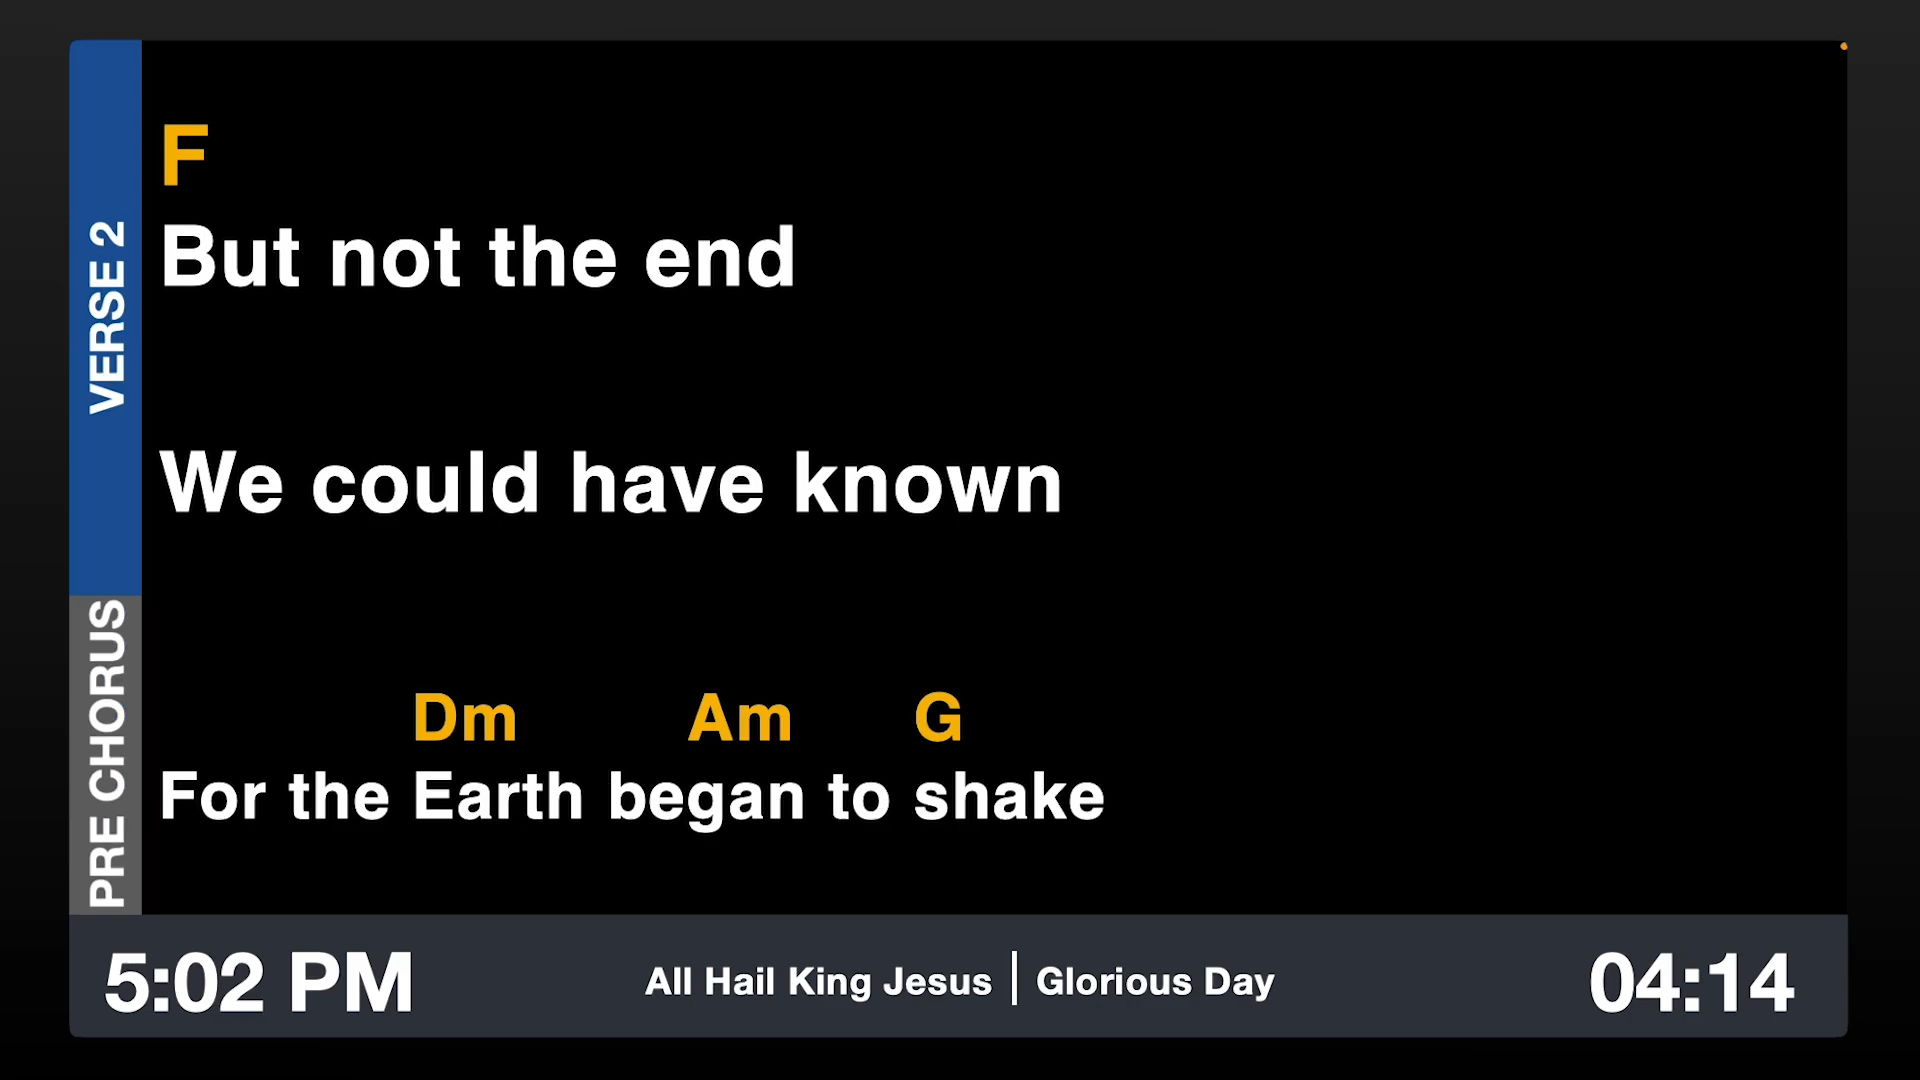 VERSE 2
F
But not the end
We could have known
PRE CHORUS
Dm Am G
For the Earth began to shake
5:02 PM
All Hail King Jesus | Glorious Day
04:14